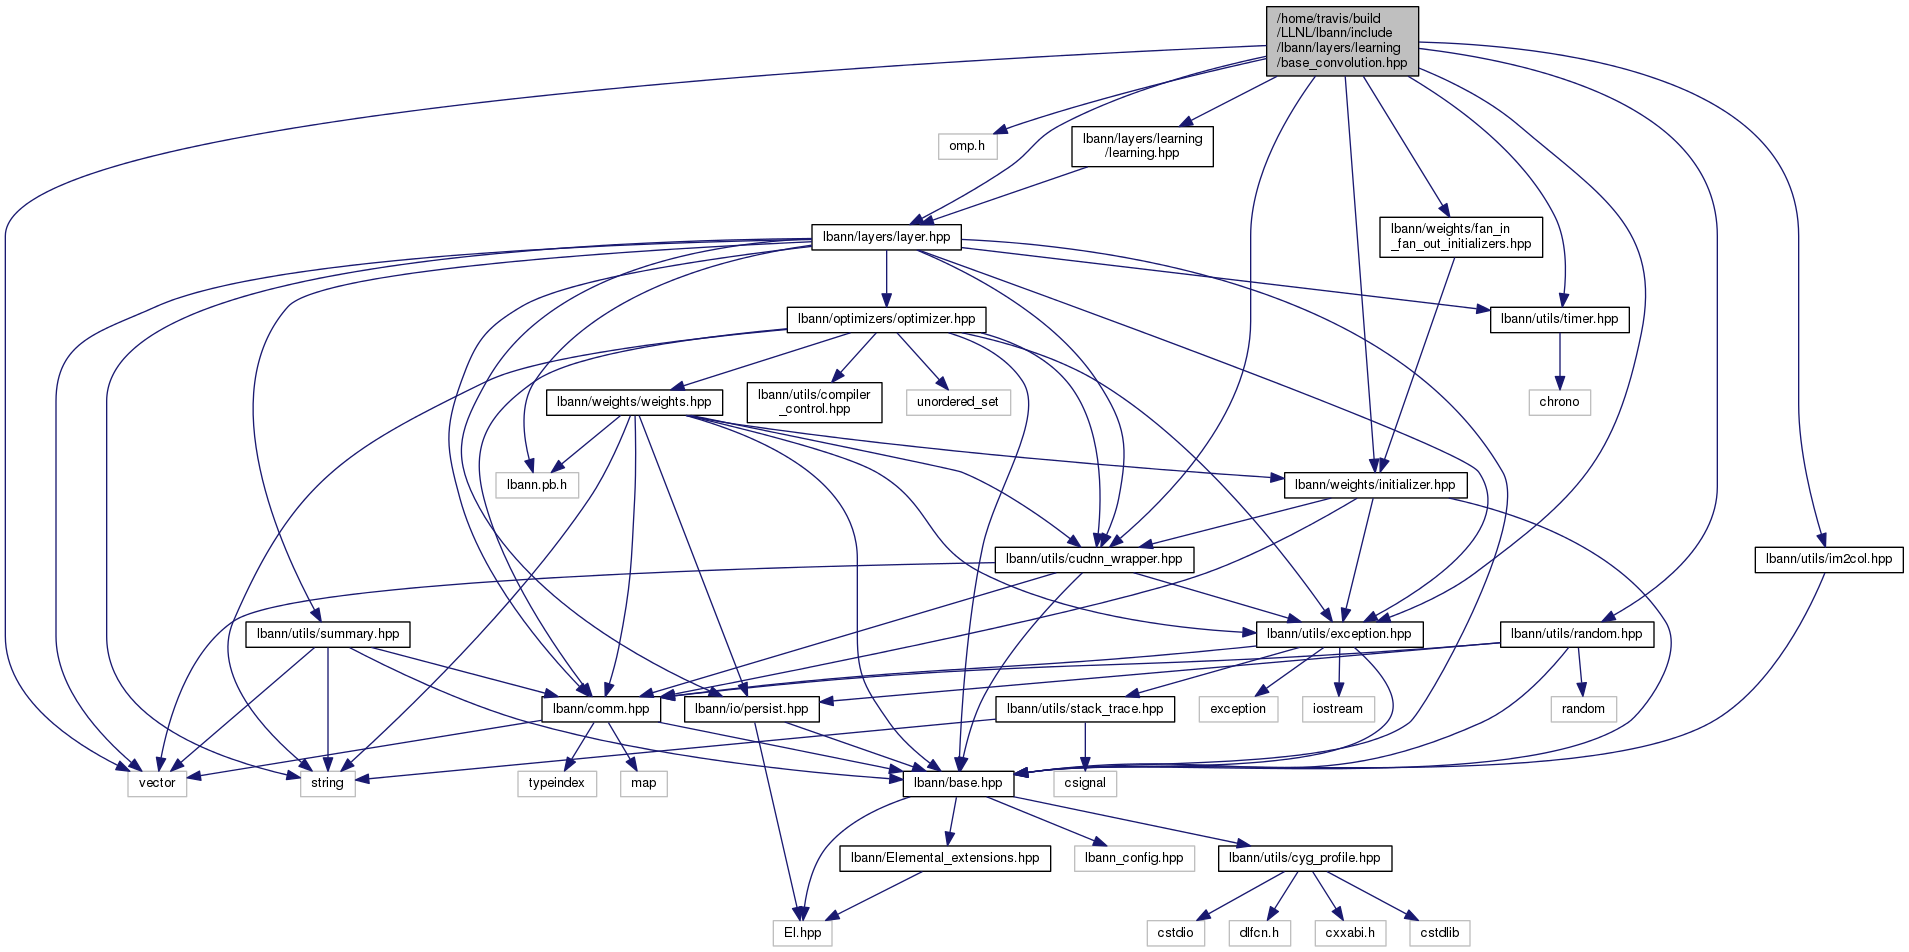 /home/travis/build
/LLNL/lbann/include
/lbann/layers/learning
/base_convolution.hpp
omp.h
lbann/layers/learning
/learning.hpp
lbann/layers/layer.hpp
lbann/weights/fan_in
_fan_out_initializers.hpp
lbann/optimizers/optimizer.hpp
lbann/utils/timer.hpp
lbann/weights/weights.hpp
lbann/utils/compiler
_control.hpp
unordered_set
chrono
lbann.pb.h
lbann/weights/initializer.hpp
lbann/utils/cudnn_wrapper.hpp
lbann/utils/im2col.hpp
lbann/utils/summary.hpp
lbann/utils/exception.hpp
lbann/utils/random.hpp
lbann/comm.hpp
lbann/io/persist.hpp
lbann/utils/stack_trace.hpp
exception
iostream
random
vector
string
typeindex
map
lbann/base.hpp
csignal
lbann/Elemental_extensions.hpp
lbann_config.hpp
lbann/utils/cyg_profile.hpp
El.hpp
cstdio
dlfcn.h
cxxabi.h
cstdlib